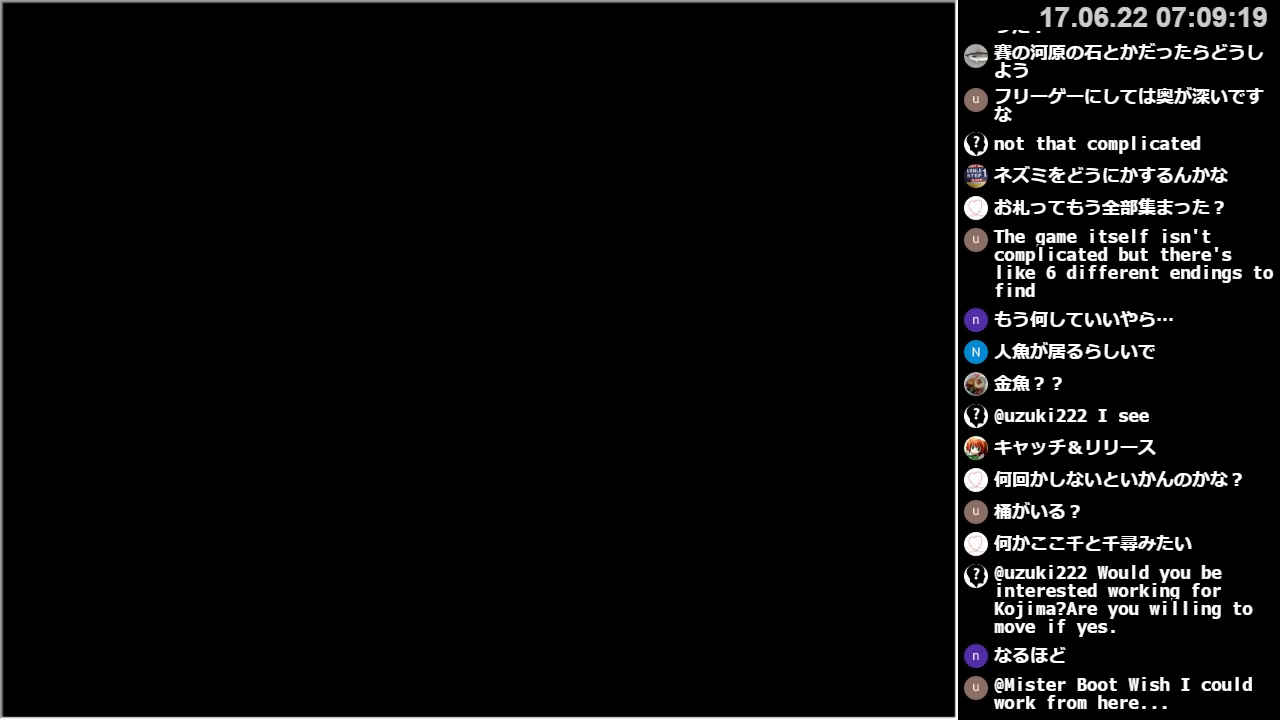 17.06.22 07:09:19
賽の河原の石とかだったらどうし
よう
u
フリーゲーにしては奥が深いです
な
?
not that complicated
ネズミをどうにかするんかな
お札ってもう全部集まった？
u
The game itself isn't
complicated but there's
like 6 different endings to
find
n
もう何していいやら…
N
人魚が居るらしいで
金魚？？
?
@uzuki222 I see
キャッチ&リリース
何回かしないといかんのかな？
u
桶がいる？
何かここ千と千尋みたい
?
@uzuki222 Would you be
interested working for
Kojima?Are you willing to
move if yes.
n
なるほど
u
@Mister Boot Wish I could
work from here...